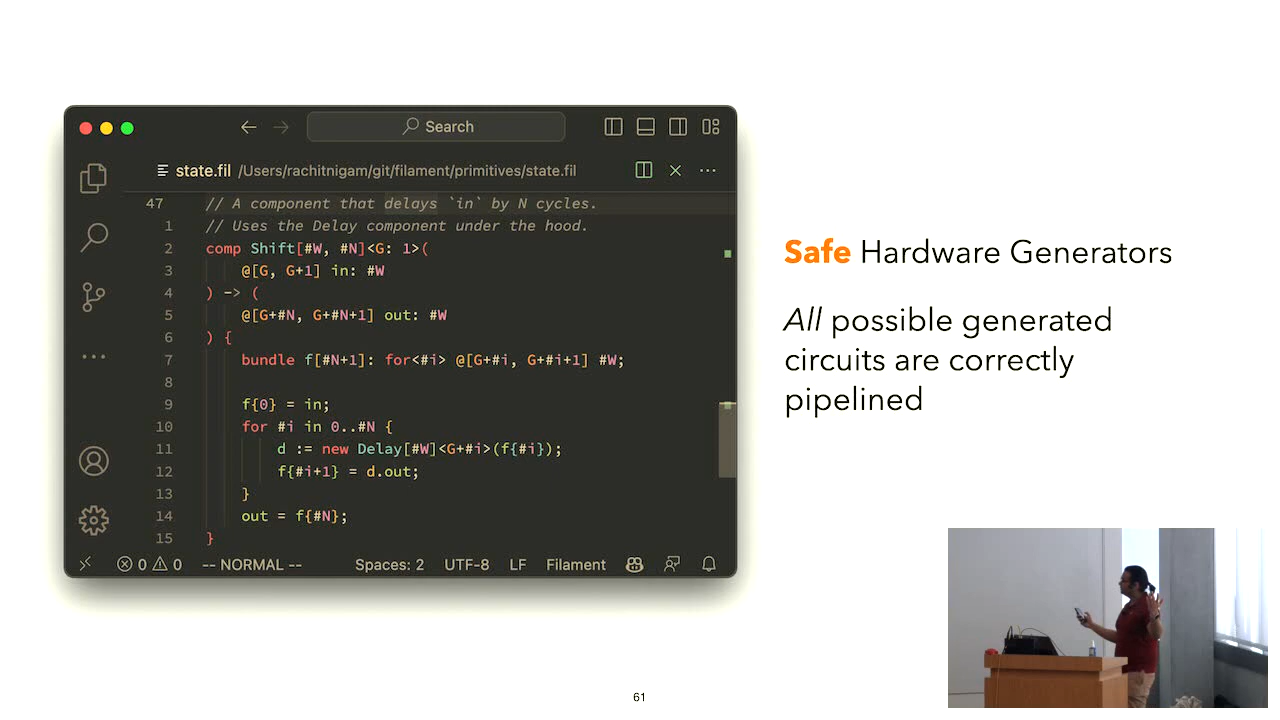 Search
state.fil /Users/rachitnigam/git/filament/primitives/state.fil
47 // A component that delays `in` by N cycles.
1 // Uses the Delay component under the hood.
2 comp Shift[#W, #N]<G: 1>(
3 @[G, G+1] in: #W
4 ) -> (
5 @[G+#N, G+#N+1] out: #W
6 ) {
7 bundle f[#N+1]: for<#i> @[G+#i, G+#i+1] #W;
8
9 f{0} = in;
10 for #i in 0..#N {
11 d := new Delay[#W]<G+#i>(f{#i});
12 f{#i+1} = d.out;
13 }
14 out = f{#N};
15 }
0 0 -- NORMAL -- Spaces: 2 UTF-8 LF Filament
Safe Hardware Generators
All possible generated
circuits are correctly
pipelined
61